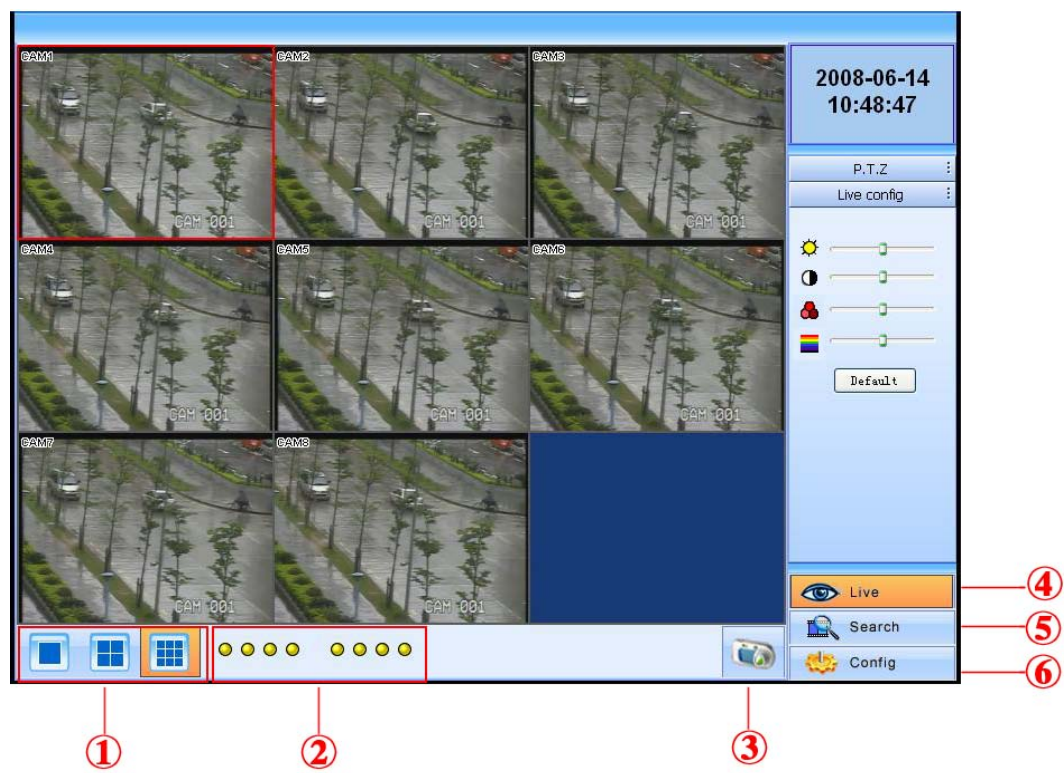 CAM1
CAM2
CAM3
CAM 001
CAM 001
CAM 001
CAM4
CAM5
CAM6
CAM 001
CAM 001
CAM 001
CAM7
CAM8
CAM 001
CAM 001
2008-06-14
10:48:47
P.T.Z
Live config
Default
Live
Search
Config
①
②
③
④
⑤
⑥